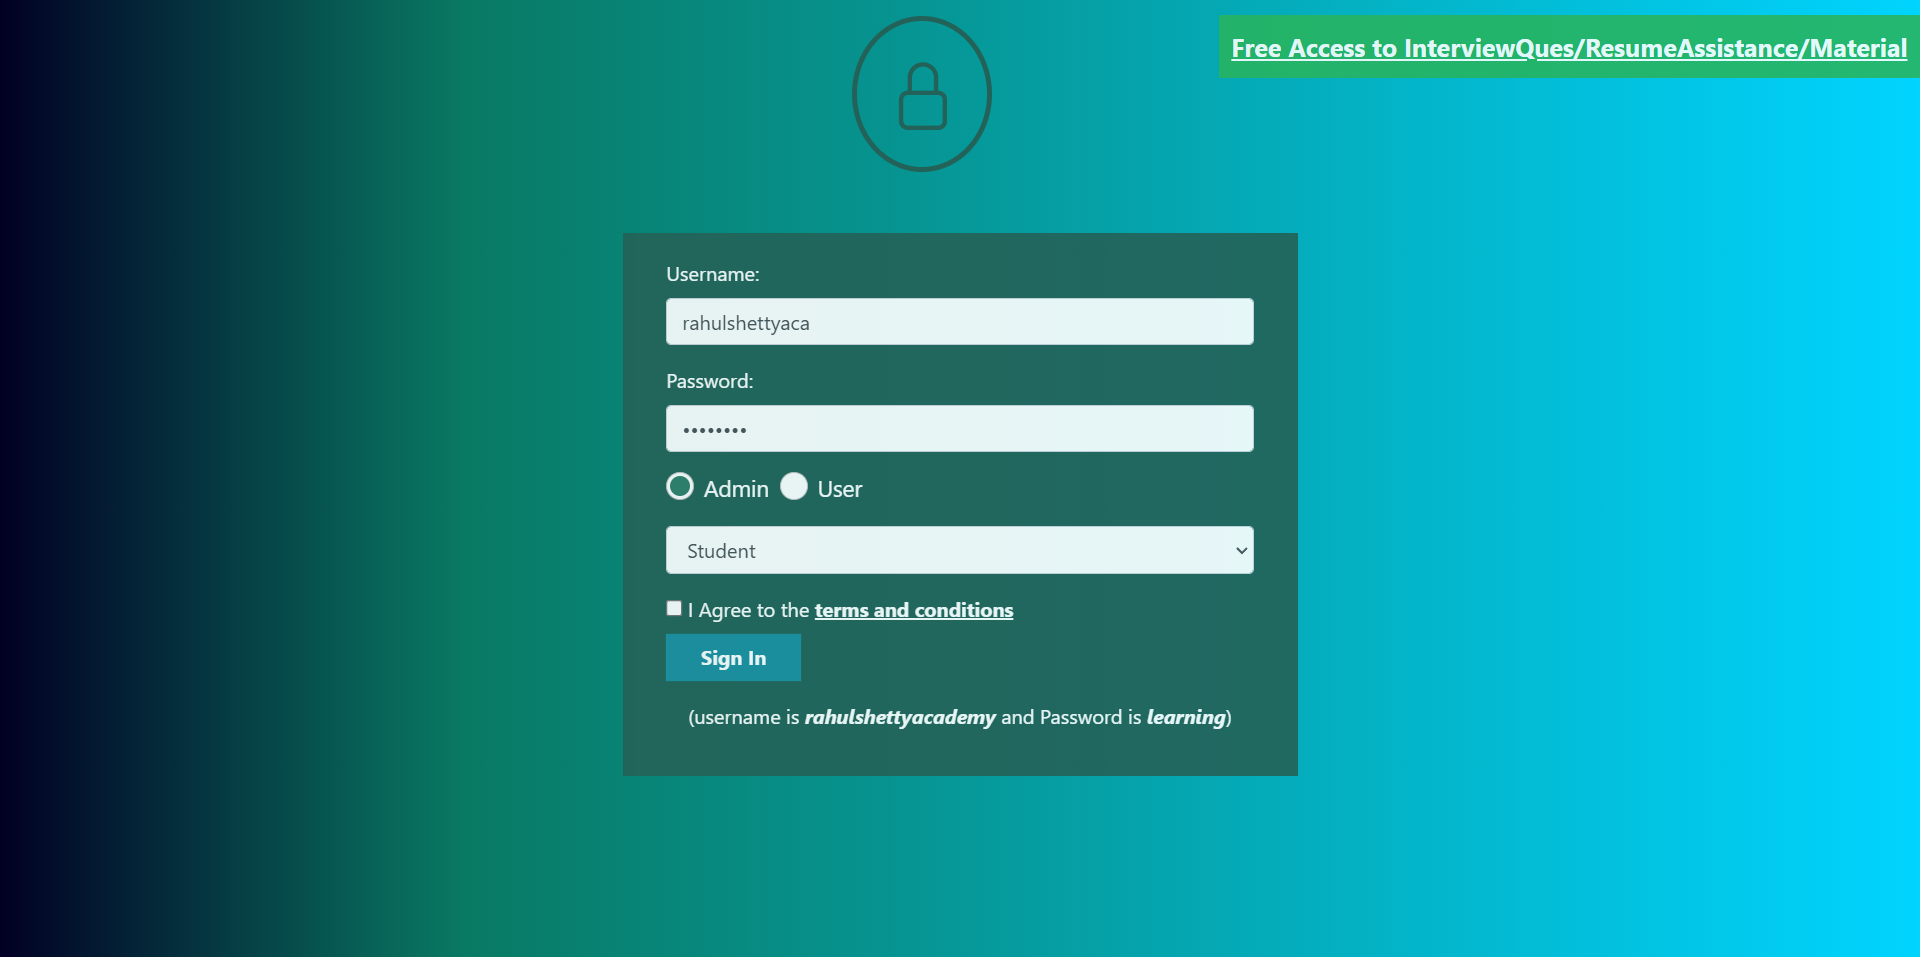 Free Access to InterviewQues/ResumeAssistance/Material
Username:
rahulshettyaca
Password:
••••••••
Admin User
Student
I Agree to the terms and conditions
Sign In
(username is rahulshettyacademy and Password is learning)